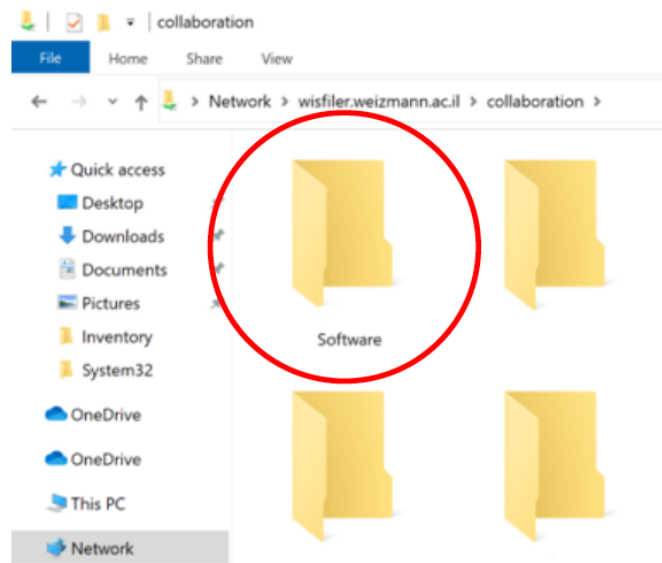 collaboration
File Home Share View
Network > wisfiler.weizmann.ac.il > collaboration >
Quick access
Desktop
Downloads
Documents
Pictures
Inventory
System32
OneDrive
OneDrive
This PC
Network
Software